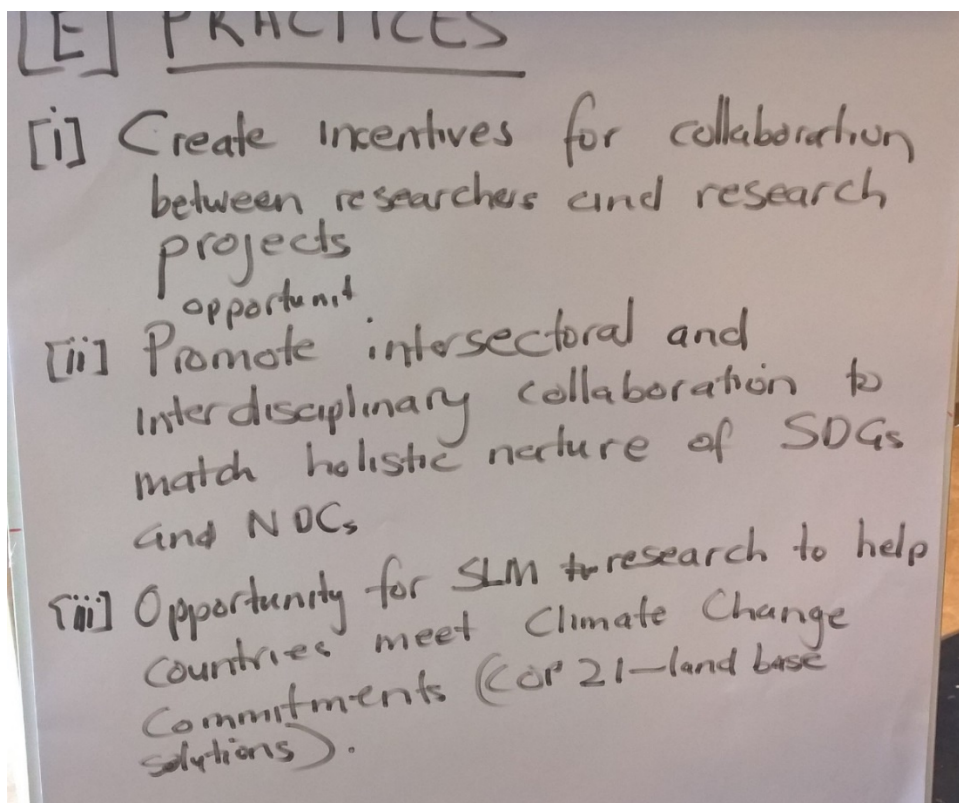 [E] PRACTICES
[i] Create incentives for collaboration
between researchers and research
projects
opportunit
[ii] Promote intersectoral and
interdisciplinary collaboration to
match holistic nature of SDGs
and NDCs
[iii] Opportunity for SLM research to help
countries meet Climate Change
Commitments (COP 21-land base
solutions).